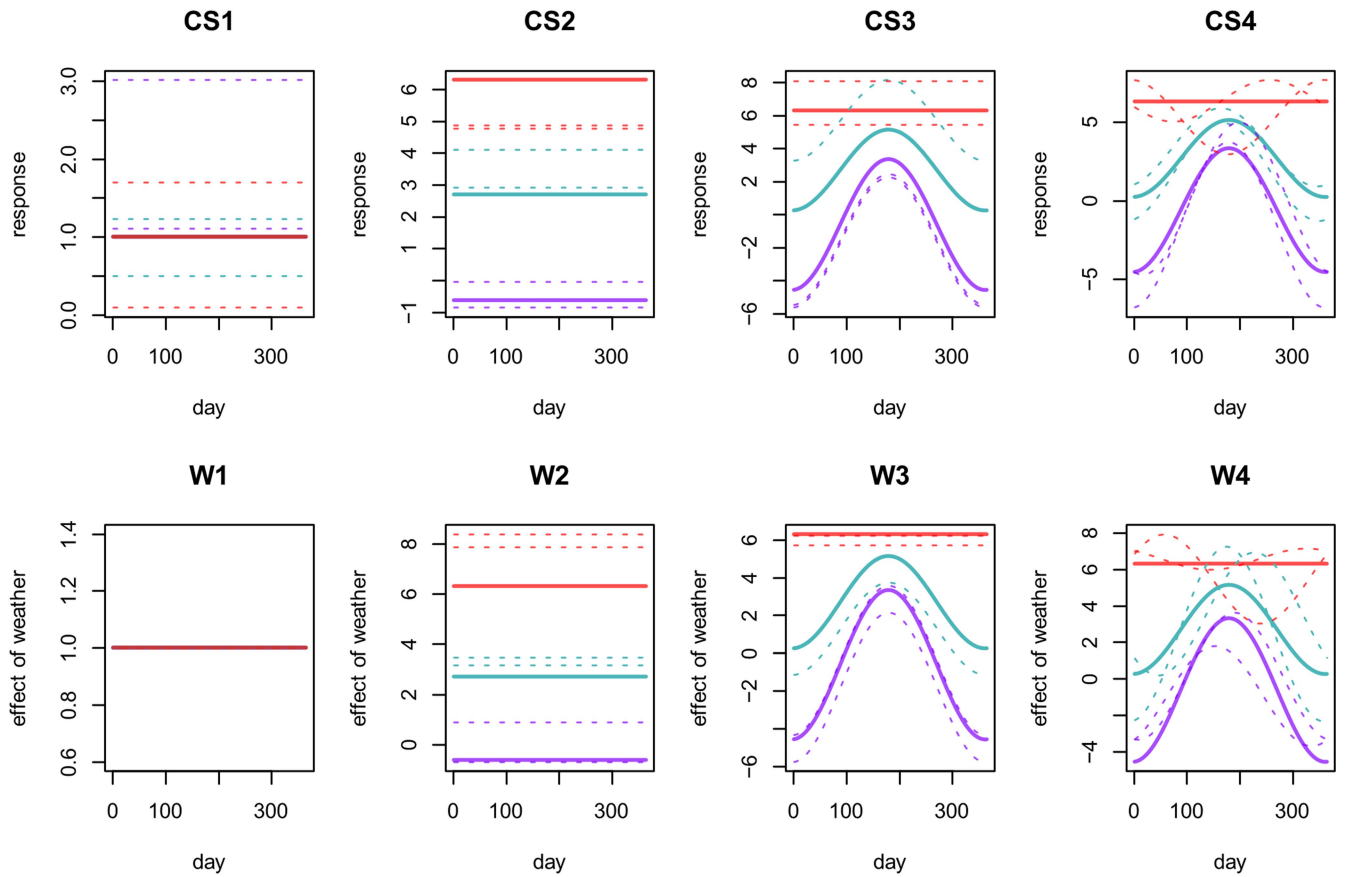 CS1 CS2 CS3 CS4
response 0.0 1.0 2.0 3.0 0 100 300 day
response −1 1 2 3 4 5 6 0 100 300 day
response −6 −2 2 4 6 8 0 100 300 day
response −5 0 5 0 100 300 day
W1 W2 W3 W4
effect of weather 0.6 0.8 1.0 1.2 1.4 0 100 300 day
effect of weather 0 2 4 6 8 0 100 300 day
effect of weather −6 −2 0 2 4 6 0 100 300 day
effect of weather −4 0 2 4 6 8 0 100 300 day